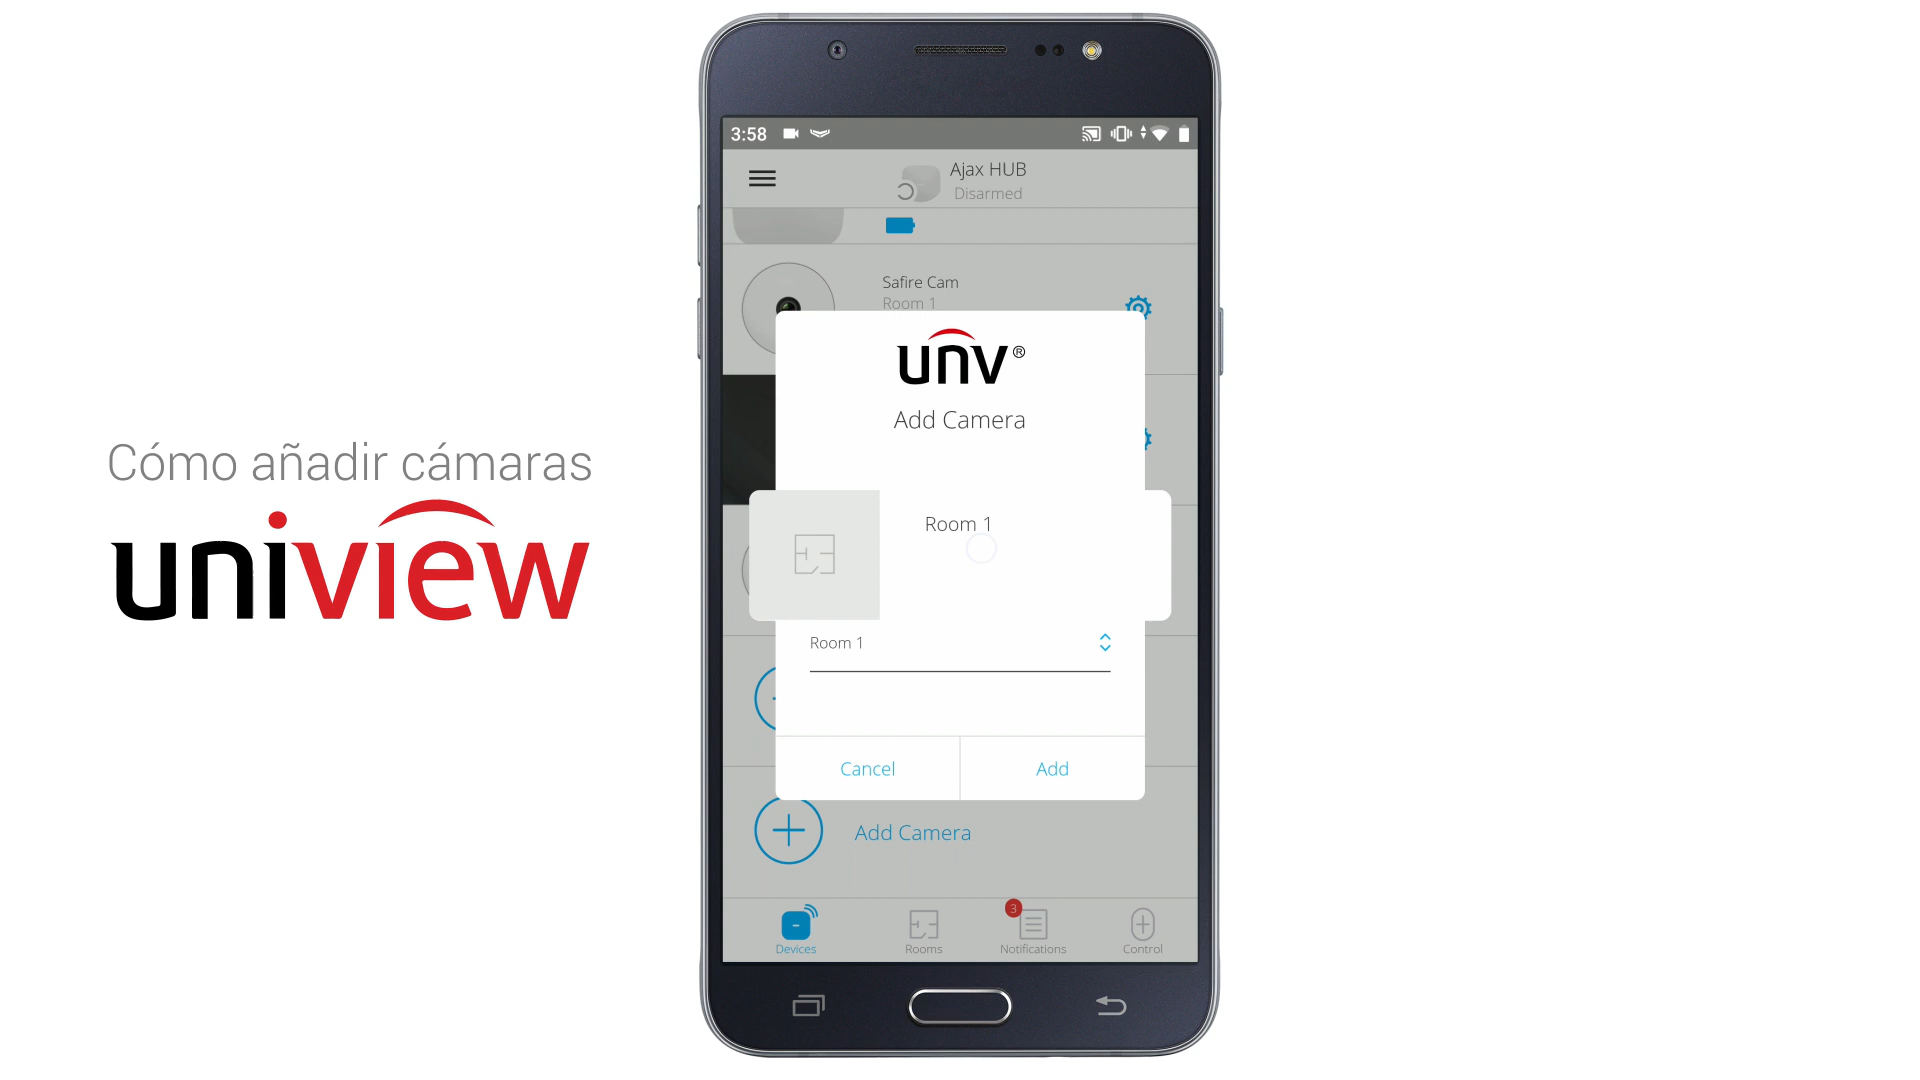 Cómo añadir cámaras
uniview
3:58
Ajax HUB
Disarmed
Safire Cam
Room 1
unv®
Add Camera
Room 1
Room 1
Cancel
Add
Add Camera
3
Devices
Rooms
Notifications
Control